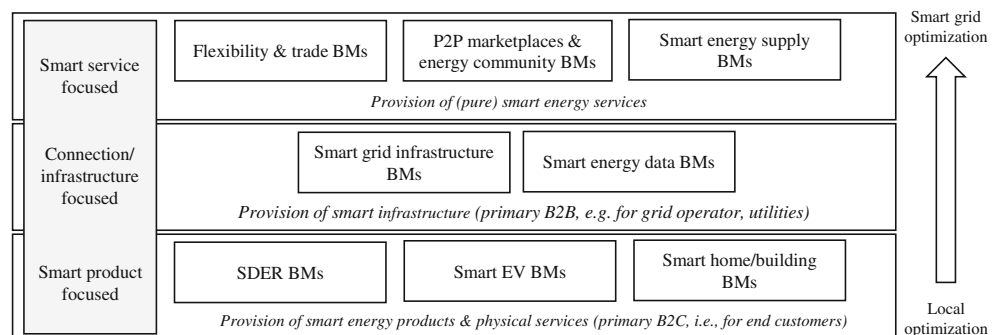 Smart service
focused
Flexibility & trade BMs
P2P marketplaces &
energy community BMs
Smart energy supply
BMs
Provision of (pure) smart energy services
Connection/
infrastructure
focused
Smart grid infrastructure
BMs
Smart energy data BMs
Provision of smart infrastructure (primary B2B, e.g. for grid operator, utilities)
Smart product
focused
SDER BMs
Smart EV BMs
Smart home/building
BMs
Provision of smart energy products & physical services (primary B2C, i.e., for end customers)
Smart grid
optimization
Local
optimization